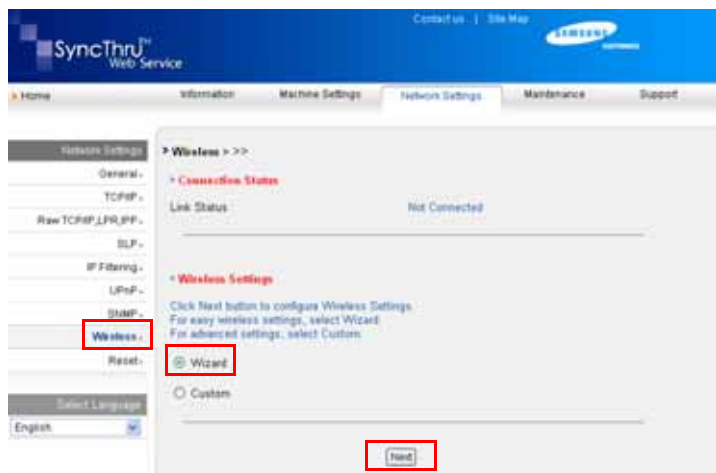 Contact us | Site Map
SAMSUNG
ELECTRONICS
SyncThru™
Web Service
Home
Information
Machine Settings
Network Settings
Maintenance
Support
Network Settings
General
TCP/IP
Raw TCP/IP,LPR,IPP
SLP
IP Filtering
UPnP
SNMP
Wireless
Reset
Select Language
English
Wireless > >>
Connection Status
Link Status Not Connected
Wireless Settings
Click Next button to configure Wireless Settings.
For easy wireless settings, select Wizard.
For advanced settings, select Custom.
Wizard
Custom
Next